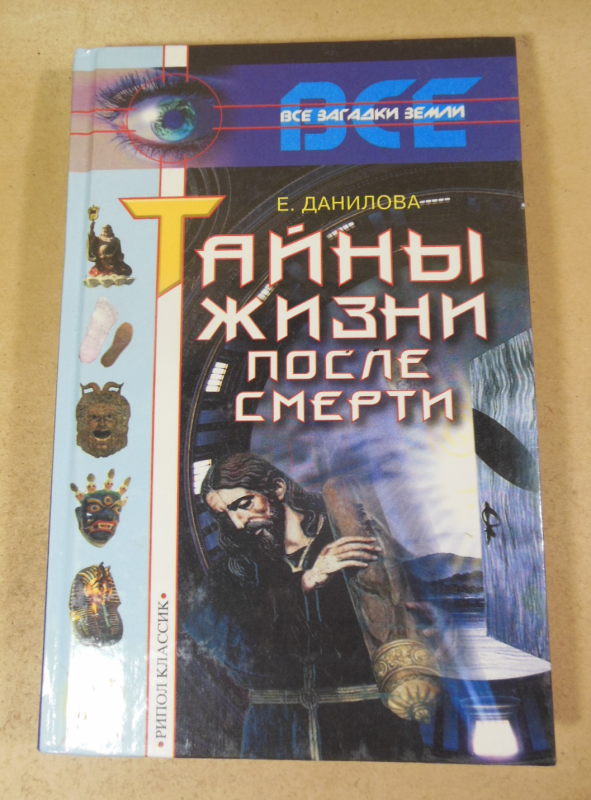 ВСЕ
ВСЕ ЗАГАДКИ ЗЕМЛИ
Е. ДАНИЛОВА
ТАЙНЫ
ЖИЗНИ
ПОСЛЕ
СМЕРТИ
• РИПОЛ КЛАССИК •